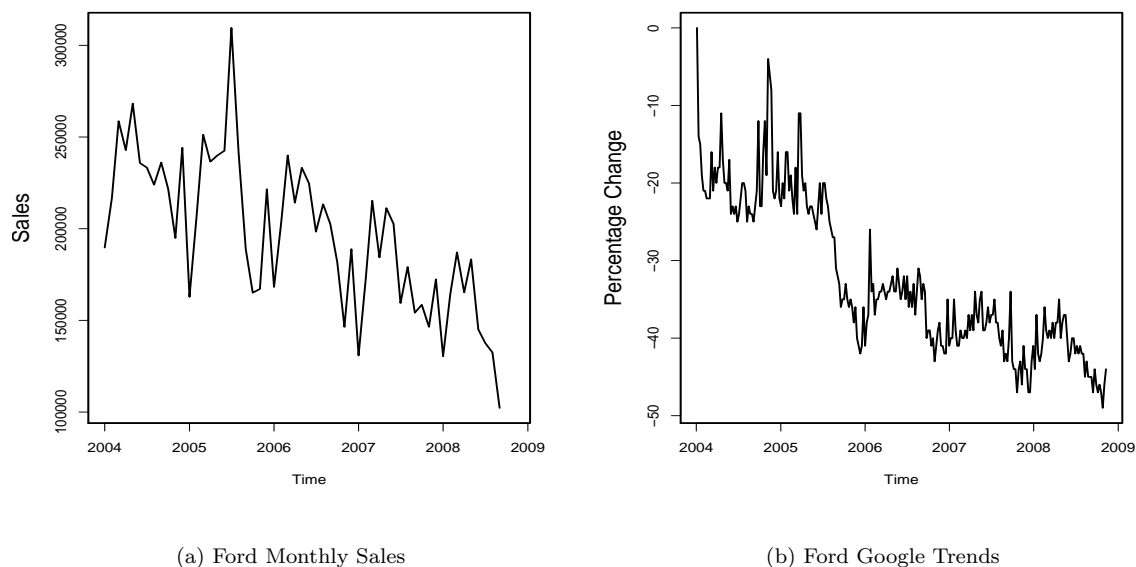 Sales
300000
250000
200000
150000
100000
2004 2005 2006 2007 2008 2009
Time
(a) Ford Monthly Sales
Percentage Change
0
−10
−20
−30
−40
−50
2004 2005 2006 2007 2008 2009
Time
(b) Ford Google Trends